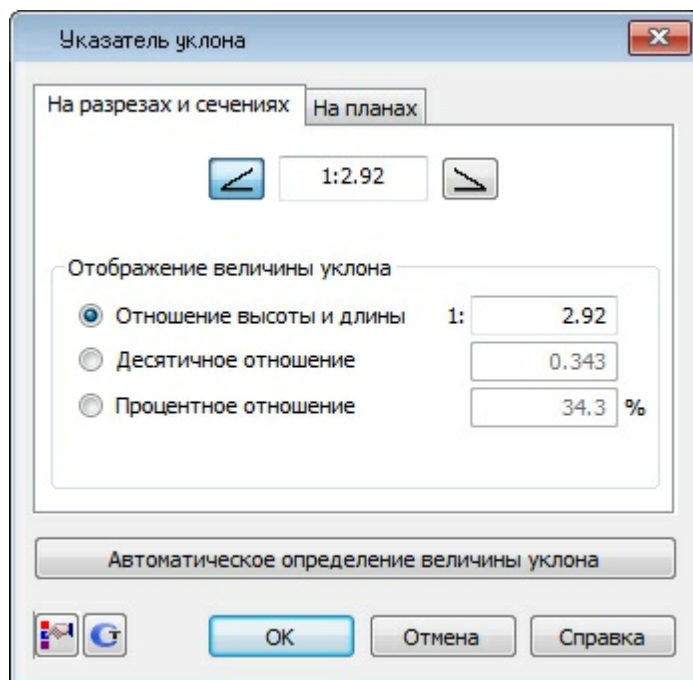 Указатель уклона
На разрезах и сечениях На планах
1:2.92
Отображение величины уклона
Отношение высоты и длины 1: 2.92
Десятичное отношение 0.343
Процентное отношение 34.3 %
Автоматическое определение величины уклона
ОК Отмена Справка